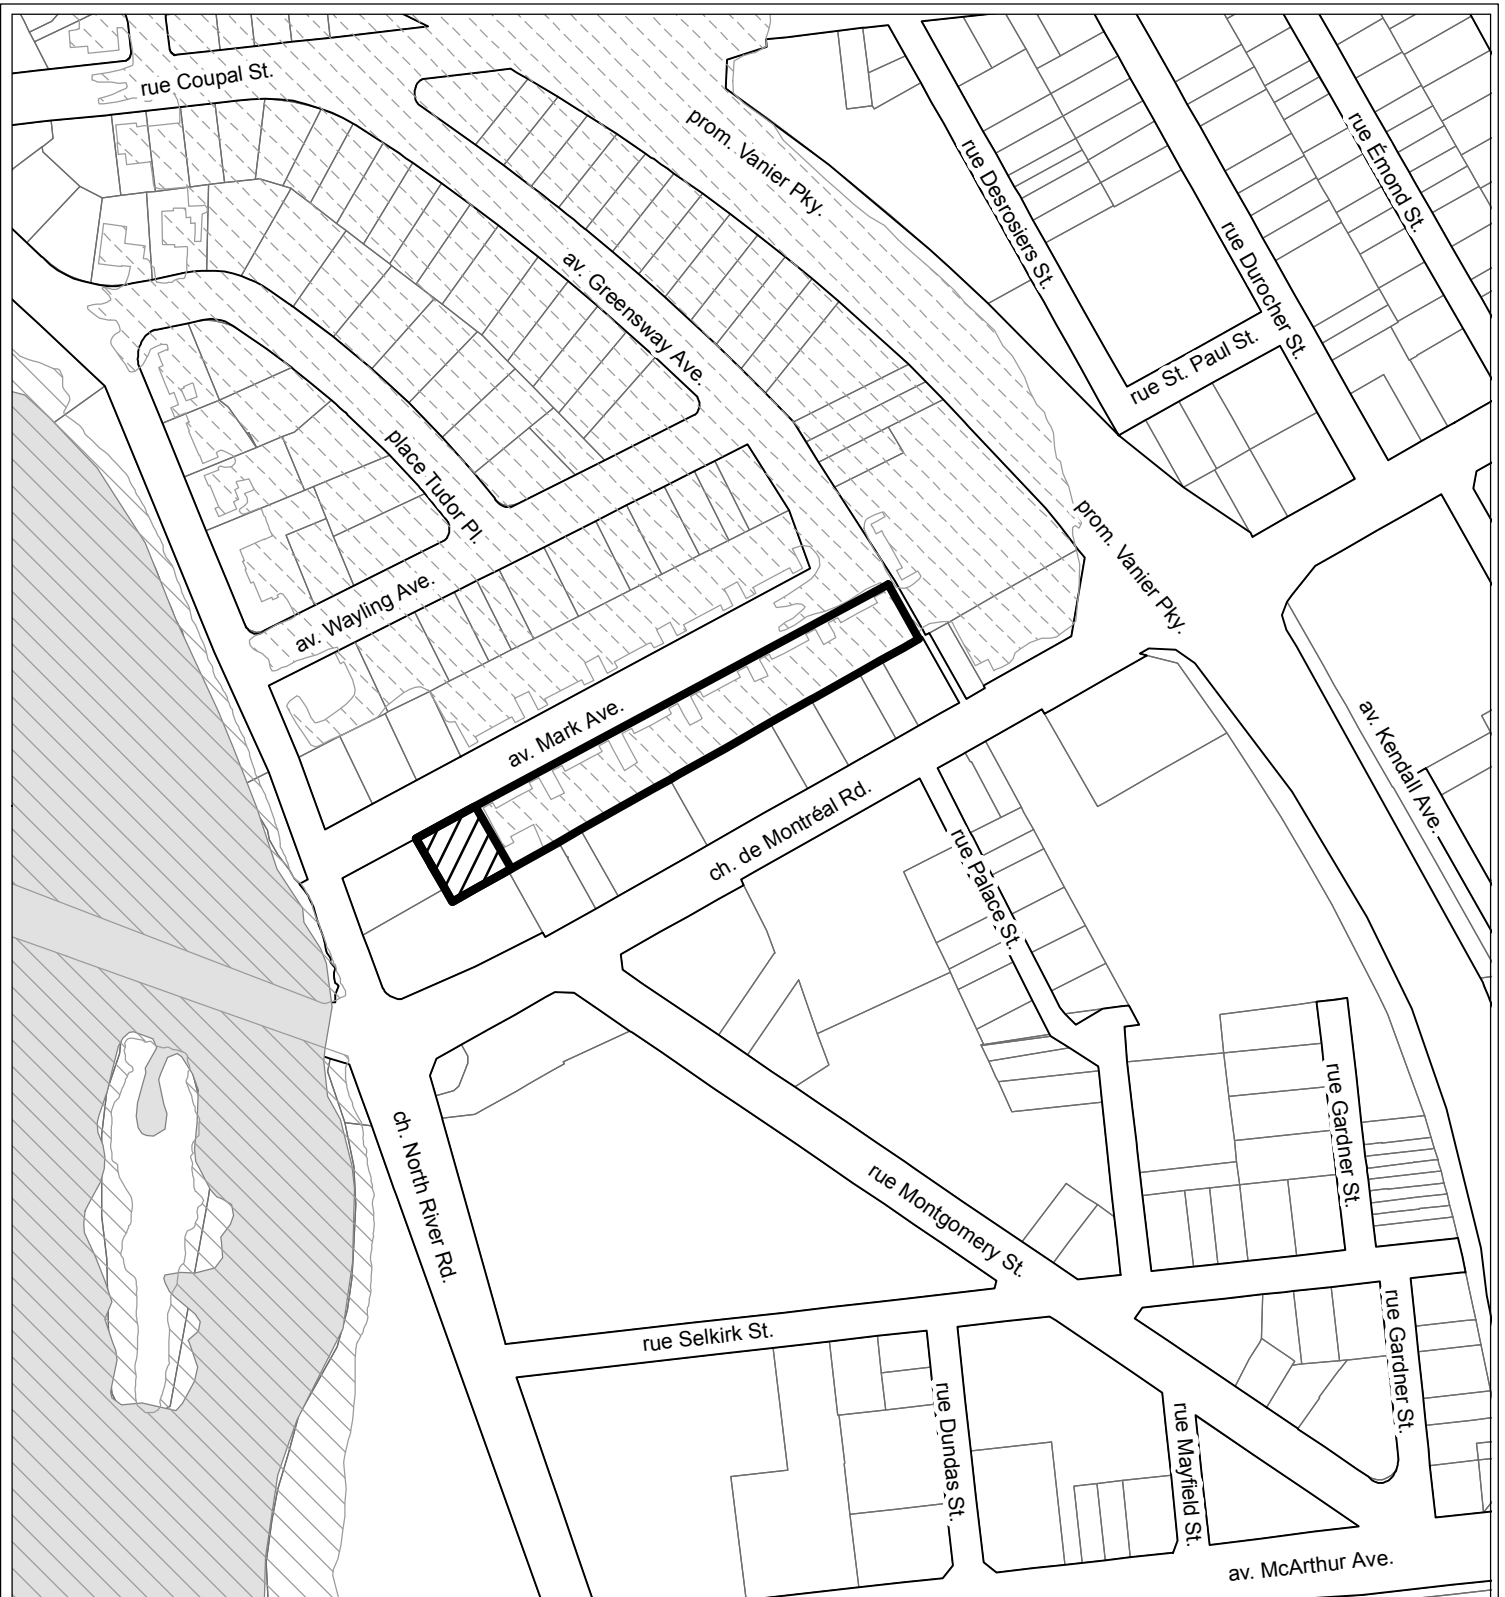 rue Coupal St.
prom. Vanier Pky.
rue Desrosiers St.
rue Émond St.
rue Durocher St.
av. Greensway Ave.
rue St. Paul St.
place Tudor Pl.
prom. Vanier Pky.
av. Wayling Ave.
av. Mark Ave.
av. Kendall Ave.
ch. de Montréal Rd.
rue Palace St.
rue Gardner St.
ch. North River Rd.
rue Montgomery St.
rue Selkirk St.
rue Gardner St.
rue Dundas St.
rue Mayfield St.
av. McArthur Ave.